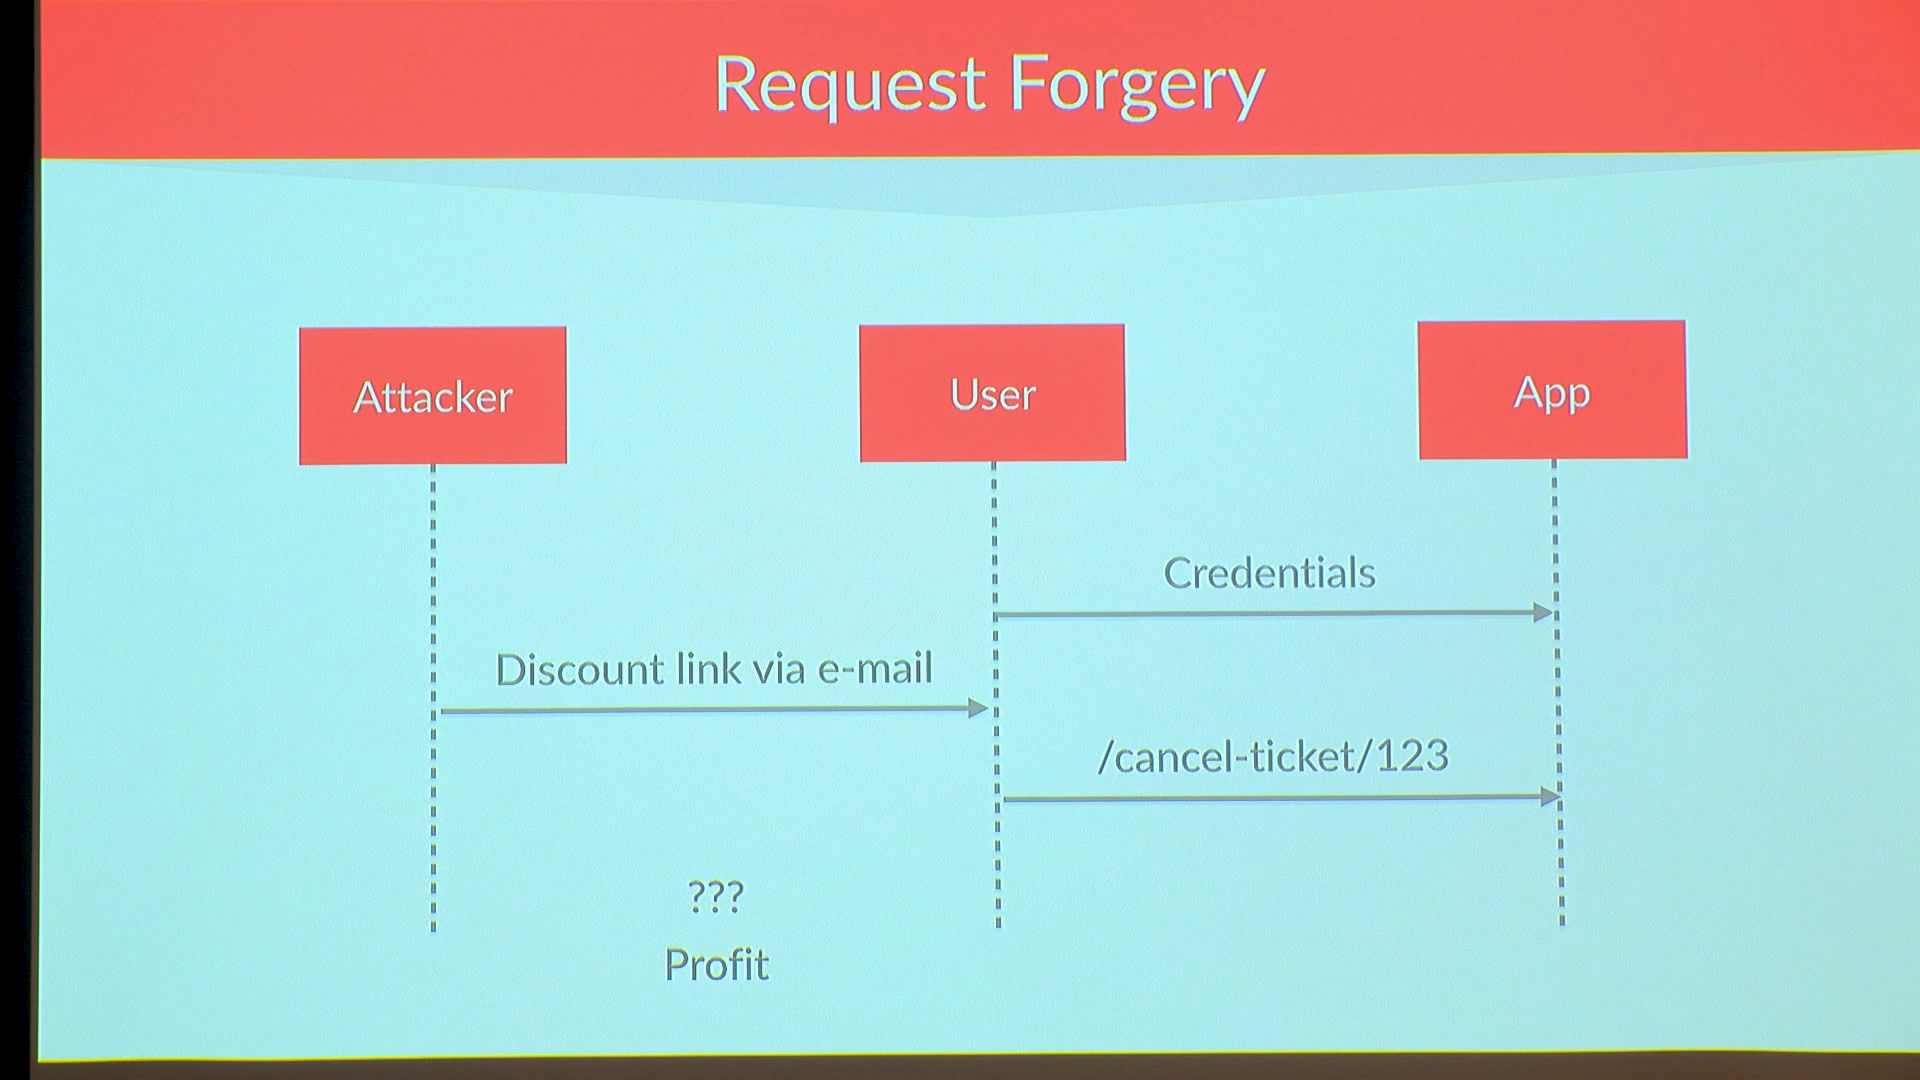 Request Forgery
Attacker
User
App
Credentials
Discount link via e-mail
/cancel-ticket/123
???
Profit